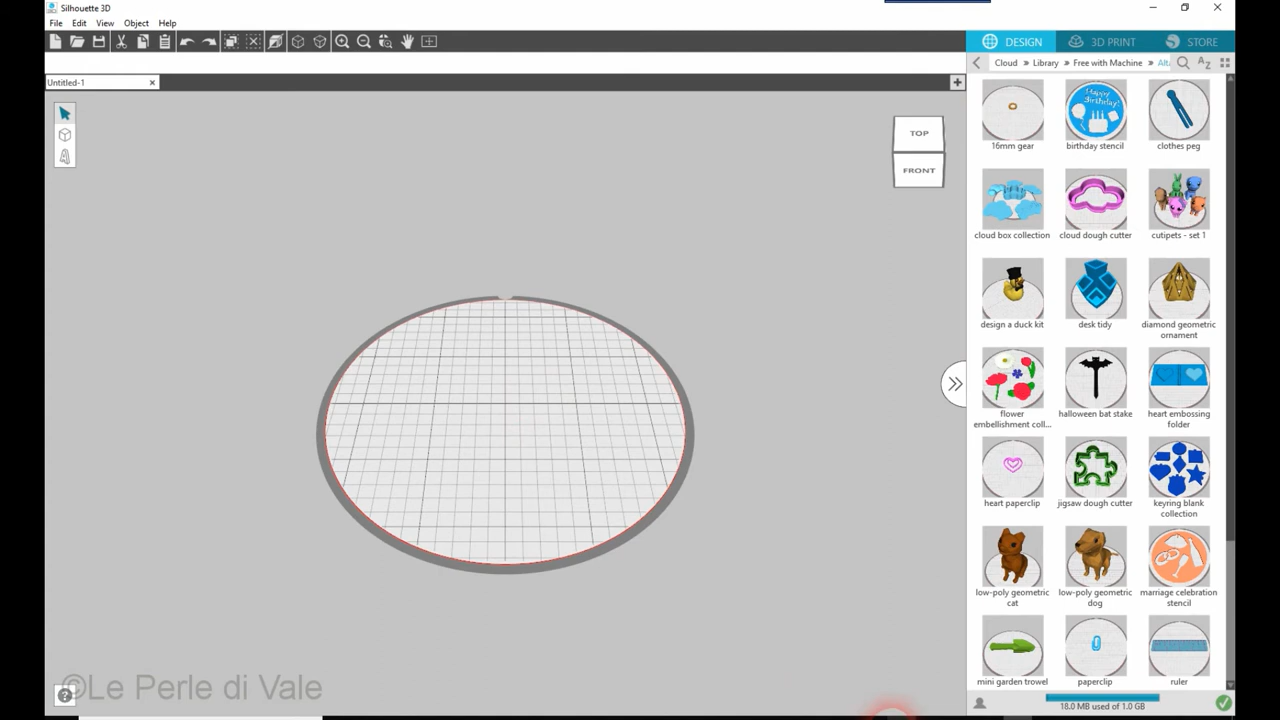 Silhouette 3D
File Edit View Object Help
DESIGN 3D PRINT STORE
Cloud » Library » Free with Machine »
Untitled-1
TOP
FRONT
16mm gear birthday stencil clothes peg
cloud box collection cloud dough cutter cutipets - set 1
design a duck kit desk tidy diamond geometric
ornament
flower halloween bat stake heart embossing
embellishment coll... folder
heart paperclip jigsaw dough cutter keyring blank
collection
low-poly geometric low-poly geometric marriage celebration
cat dog stencil
mini garden trowel paperclip ruler
©Le Perle di Vale
18.0 MB used of 1.0 GB